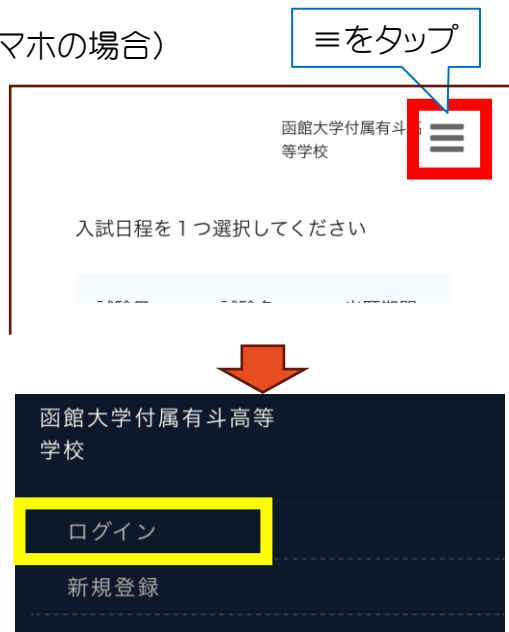 マホの場合）
≡をタップ
函館大学付属有斗高
等学校
入試日程を１つ選択してください
函館大学付属有斗高等
学校
ログイン
新規登録